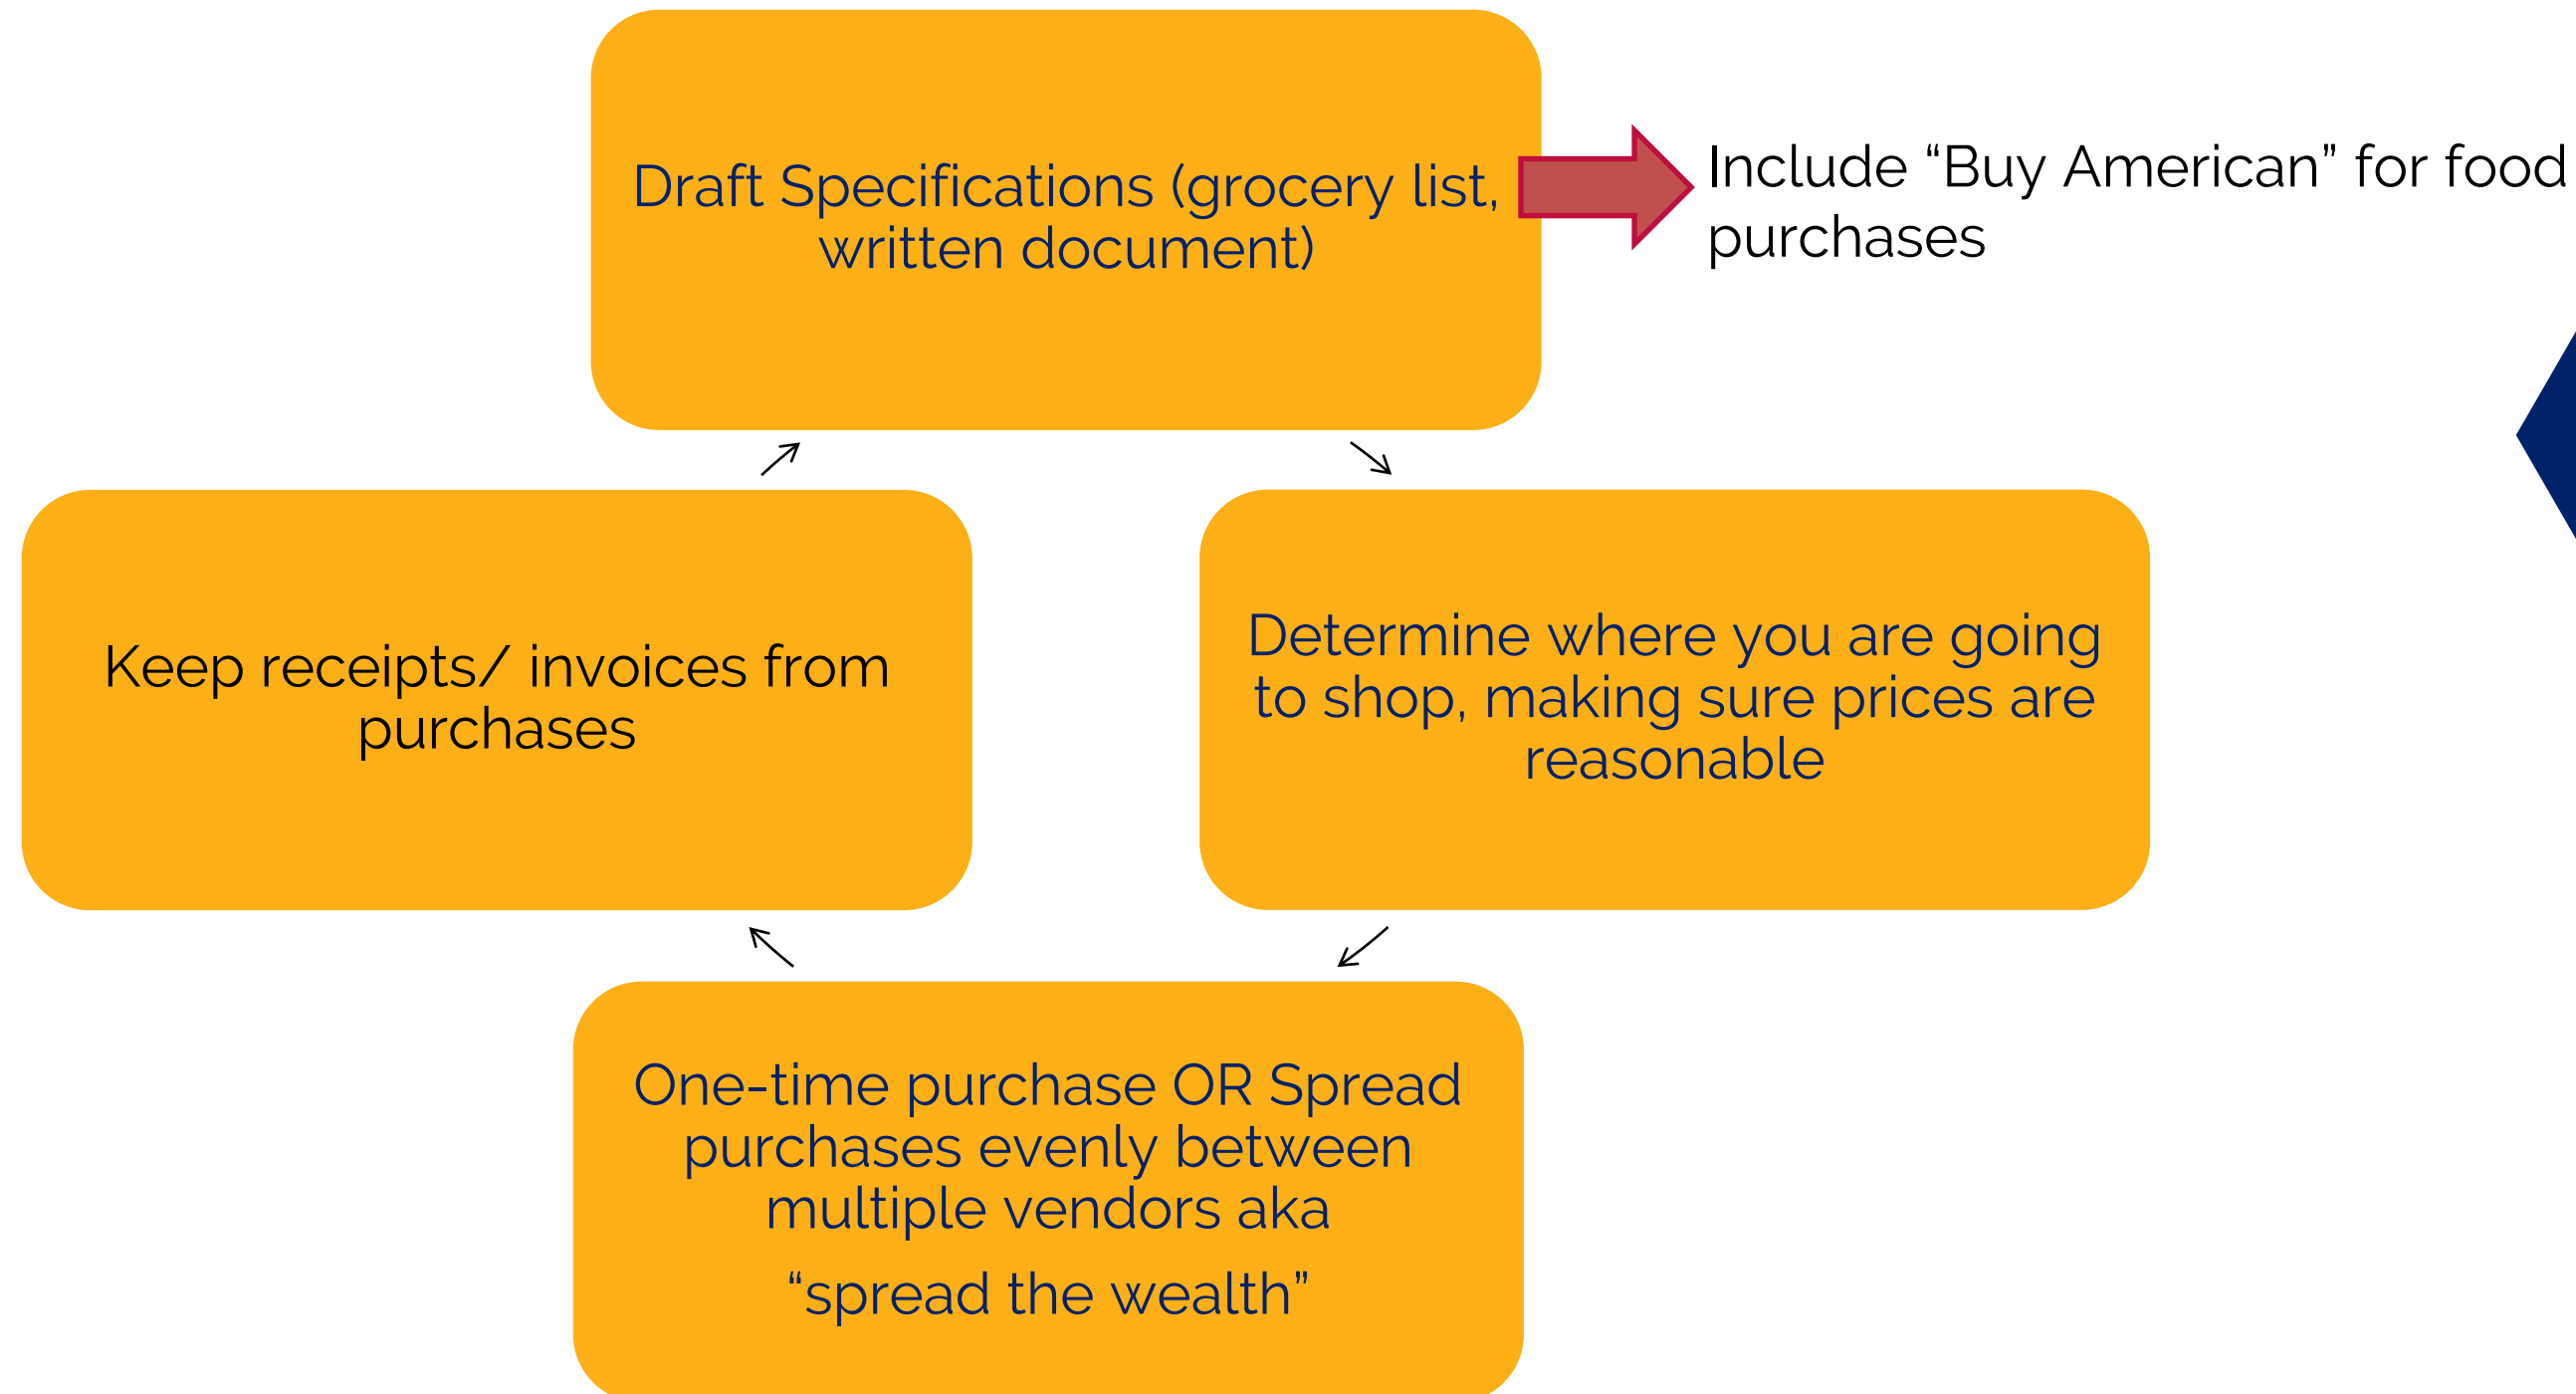 Draft Specifications (grocery list,
written document)
Include “Buy American” for food
purchases
Keep receipts/ invoices from
purchases
Determine where you are going
to shop, making sure prices are
reasonable
One-time purchase OR Spread
purchases evenly between
multiple vendors aka
“spread the wealth”